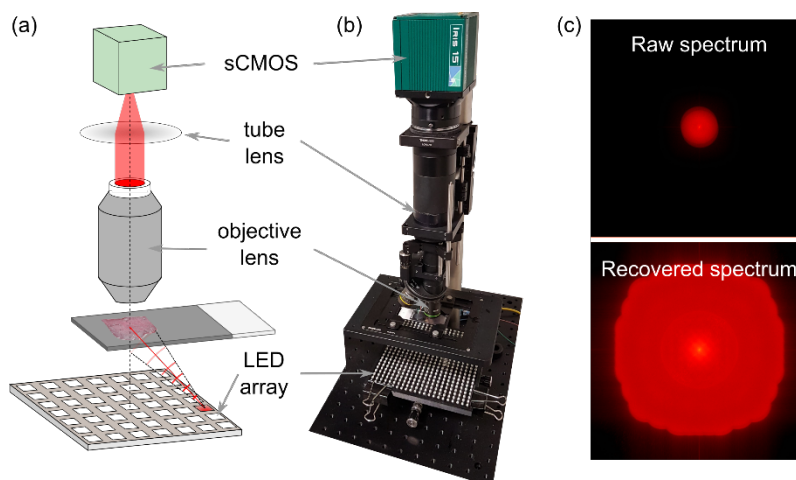 (a)
(b)
(c)
sCMOS
tube
lens
objective
lens
LED
array
IRIS 15
Raw spectrum
Recovered spectrum